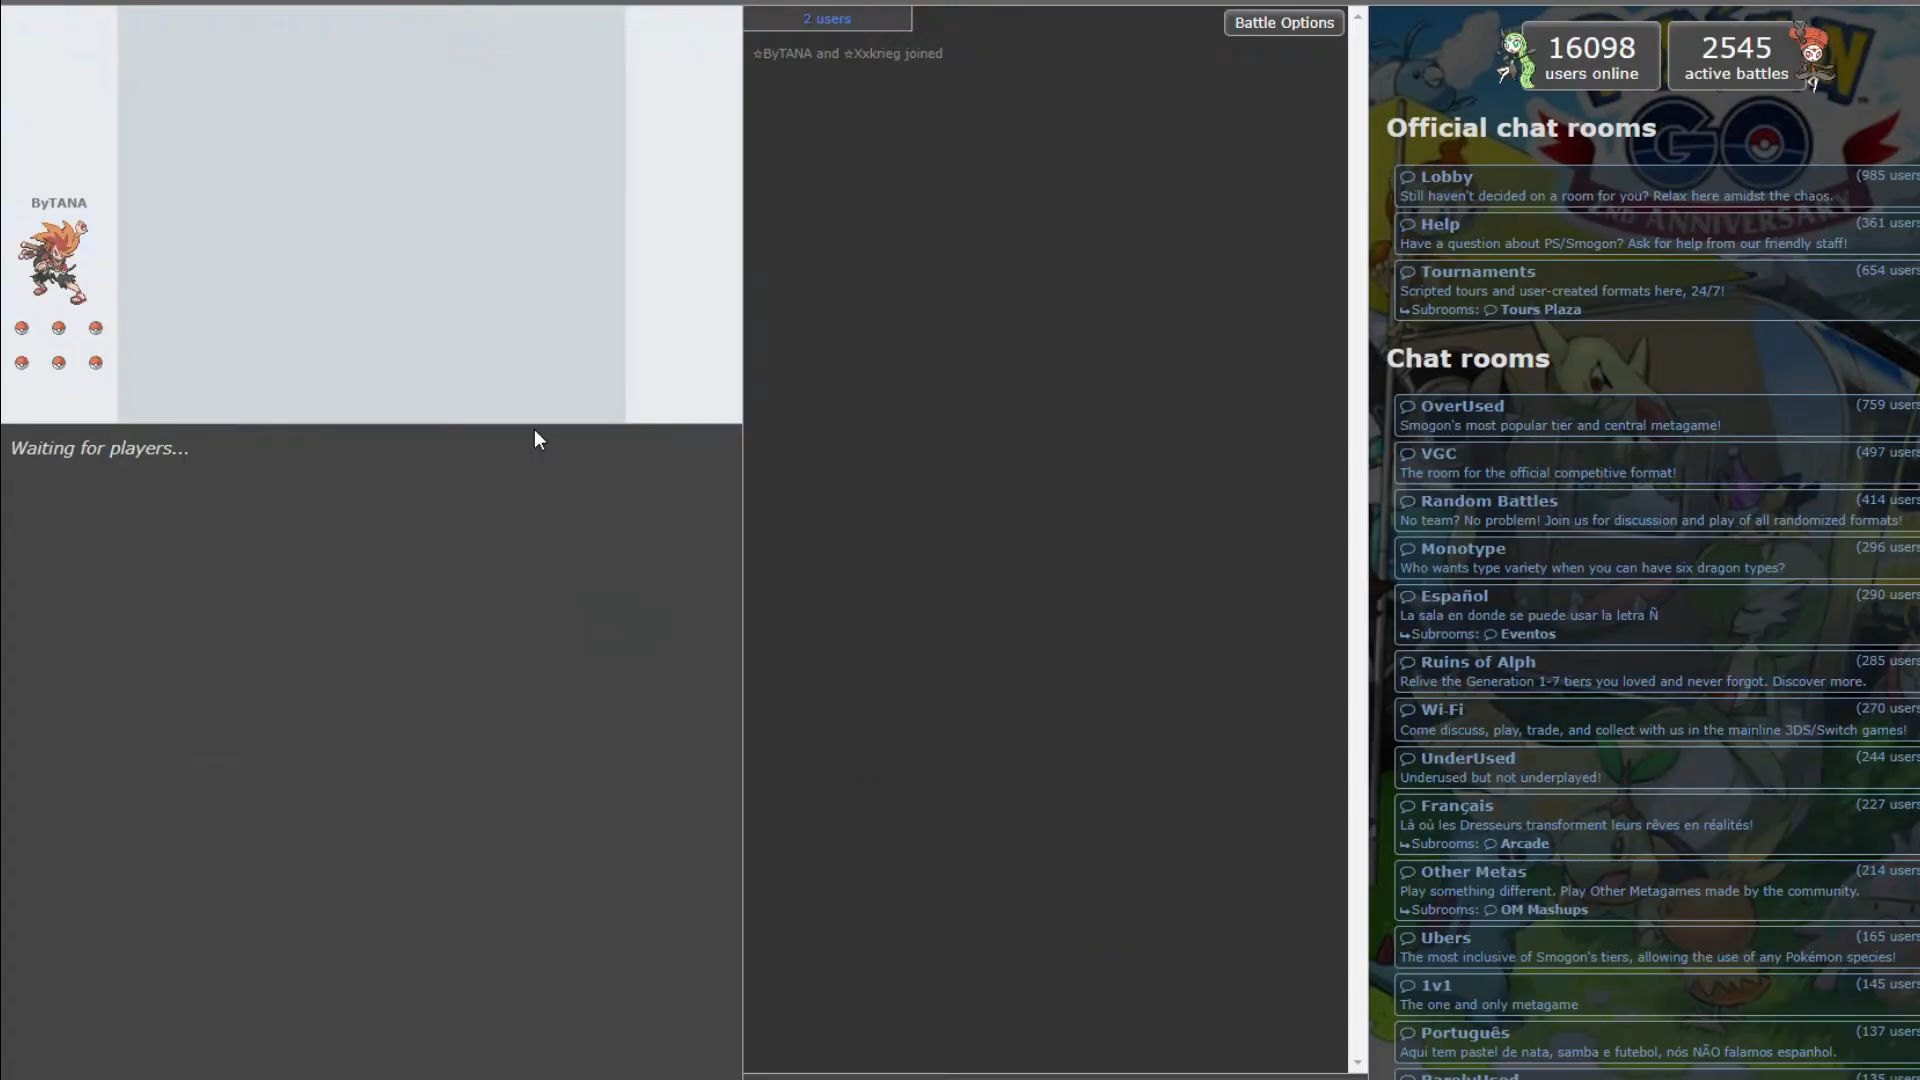 2 users
Battle Options
☆ByTANA and ☆Xxkrieg joined
ByTANA
Waiting for players...
16098
users online
2545
active battles
GO
ANNIVERSARY
Official chat rooms
Lobby (985 users
Still haven't decided on a room for you? Relax here amidst the chaos.
Help (361 users
Have a question about PS/Smogon? Ask for help from our friendly staff!
Tournaments (654 users
Scripted tours and user-created formats here, 24/7!
↳Subrooms: Tours Plaza
Chat rooms
OverUsed (759 users
Smogon's most popular tier and central metagame!
VGC (497 users
The room for the official competitive format!
Random Battles (414 users
No team? No problem! Join us for discussion and play of all randomized formats!
Monotype (296 users
Who wants type variety when you can have six dragon types?
Español (290 users
La sala en donde se puede usar la letra Ñ
↳Subrooms: Eventos
Ruins of Alph (285 users
Relive the Generation 1-7 tiers you loved and never forgot. Discover more.
Wi-Fi (270 users
Come discuss, play, trade, and collect with us in the mainline 3DS/Switch games!
UnderUsed (244 users
Underused but not underplayed!
Français (227 users
Là où les Dresseurs transforment leurs rêves en réalités!
↳Subrooms: Arcade
Other Metas (214 users
Play something different. Play Other Metagames made by the community.
↳Subrooms: OM Mashups
Ubers (165 users
The most inclusive of Smogon's tiers, allowing the use of any Pokémon species!
1v1 (145 users
The one and only metagame
Português (137 users
Aqui tem pastel de nata, samba e futebol, nós NÃO falamos espanhol.
RarelyUsed (135 users